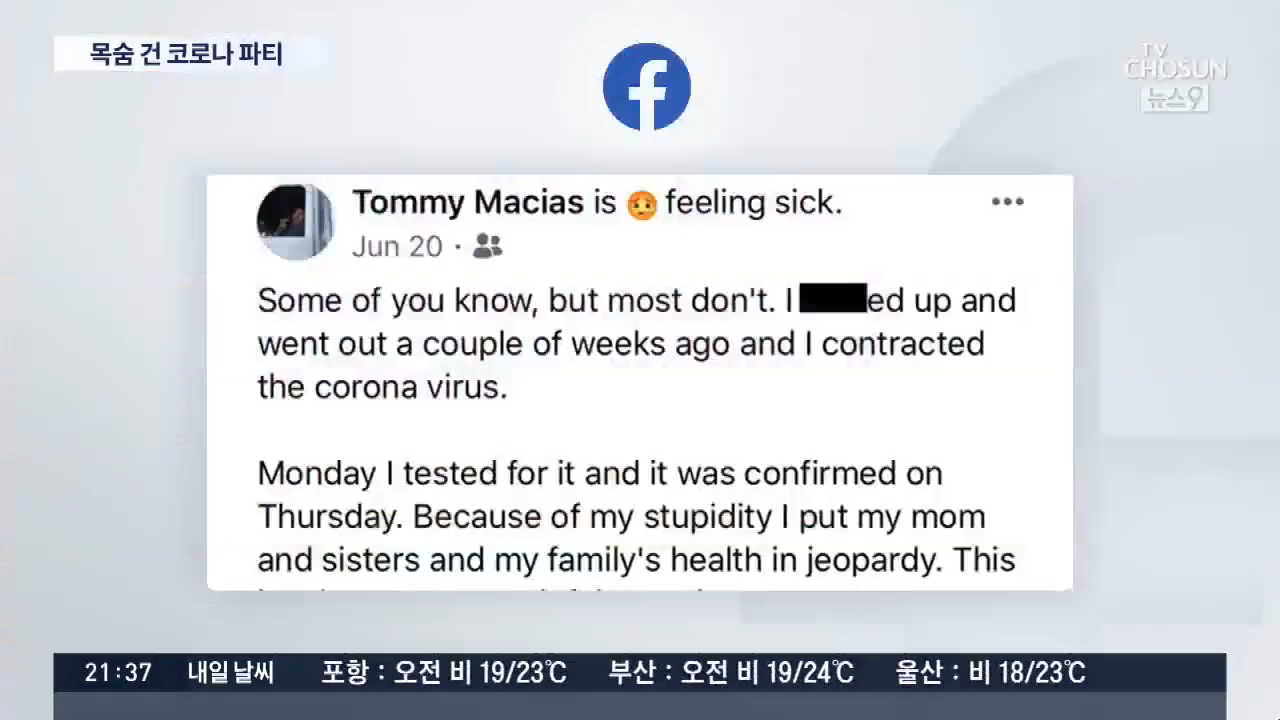 목숨 건 코로나 파티
TV
CHOSUN
뉴스9
Tommy Macias is feeling sick.
Jun 20 ·
Some of you know, but most don't. I ed up and
went out a couple of weeks ago and I contracted
the corona virus.
Monday I tested for it and it was confirmed on
Thursday. Because of my stupidity I put my mom
and sisters and my family's health in jeopardy. This
21:37 내일 날씨 포항 : 오전 비 19/23℃ 부산 : 오전 비 19/24℃ 울산 : 비 18/23℃